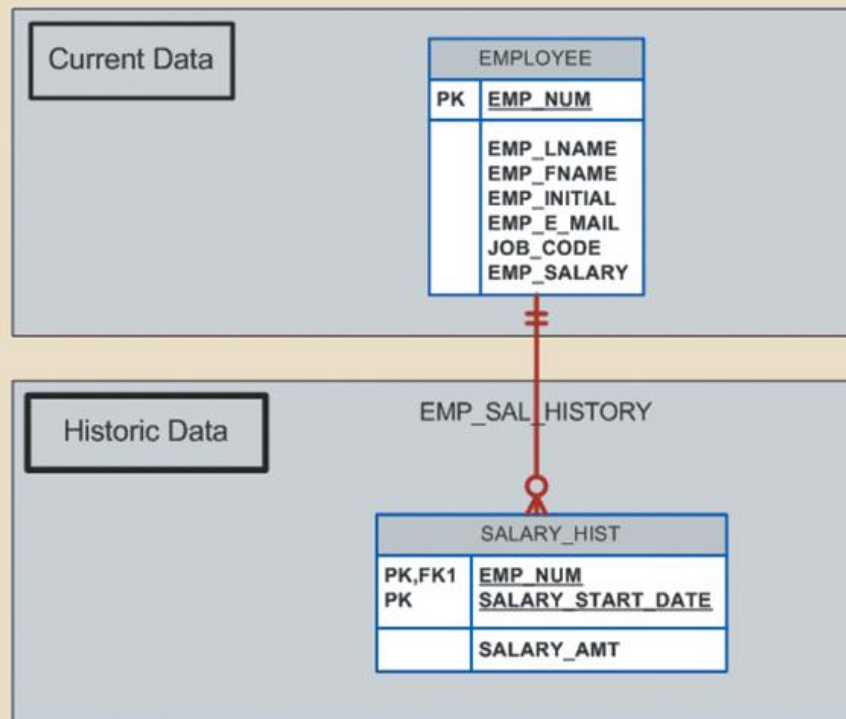 Current Data
EMPLOYEE
PK EMP_NUM
EMP_LNAME
EMP_FNAME
EMP_INITIAL
EMP_E_MAIL
JOB_CODE
EMP_SALARY
Historic Data
EMP_SAL_HISTORY
SALARY_HIST
PK,FK1 EMP_NUM
PK SALARY_START_DATE
SALARY_AMT